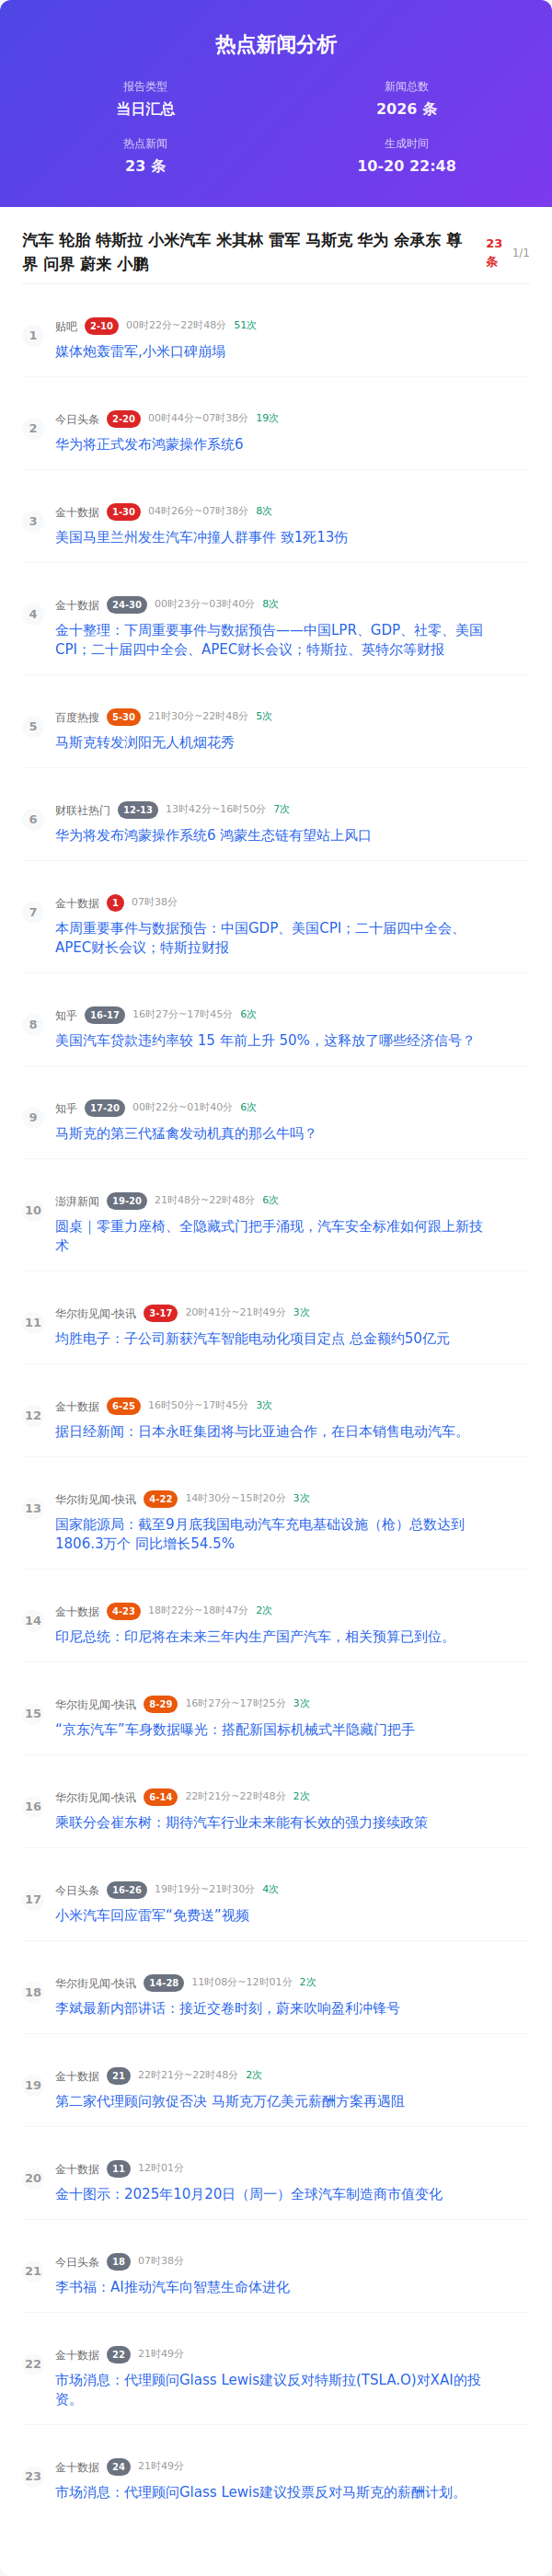 热点新闻分析
报告类型
当日汇总
新闻总数
2026 条
热点新闻
23 条
生成时间
10-20 22:48
汽车 轮胎 特斯拉 小米汽车 米其林 雷军 马斯克 华为 余承东 尊
界 问界 蔚来 小鹏
23
条
1/1
1
贴吧 2-10 00时22分~22时48分 51次
媒体炮轰雷军,小米口碑崩塌
2
今日头条 2-20 00时44分~07时38分 19次
华为将正式发布鸿蒙操作系统6
3
金十数据 1-30 04时26分~07时38分 8次
美国马里兰州发生汽车冲撞人群事件 致1死13伤
4
金十数据 24-30 00时23分~03时40分 8次
金十整理：下周重要事件与数据预告——中国LPR、GDP、社零、美国
CPI；二十届四中全会、APEC财长会议；特斯拉、英特尔等财报
5
百度热搜 5-30 21时30分~22时48分 5次
马斯克转发浏阳无人机烟花秀
6
财联社热门 12-13 13时42分~16时50分 7次
华为将发布鸿蒙操作系统6 鸿蒙生态链有望站上风口
7
金十数据 1 07时38分
本周重要事件与数据预告：中国GDP、美国CPI；二十届四中全会、
APEC财长会议；特斯拉财报
8
知乎 16-17 16时27分~17时45分 6次
美国汽车贷款违约率较 15 年前上升 50%，这释放了哪些经济信号？
9
知乎 17-20 00时22分~01时40分 6次
马斯克的第三代猛禽发动机真的那么牛吗？
10
澎湃新闻 19-20 21时48分~22时48分 6次
圆桌｜零重力座椅、全隐藏式门把手涌现，汽车安全标准如何跟上新技
术
11
华尔街见闻-快讯 3-17 20时41分~21时49分 3次
均胜电子：子公司新获汽车智能电动化项目定点 总金额约50亿元
12
金十数据 6-25 16时50分~17时45分 3次
据日经新闻：日本永旺集团将与比亚迪合作，在日本销售电动汽车。
13
华尔街见闻-快讯 4-22 14时30分~15时20分 3次
国家能源局：截至9月底我国电动汽车充电基础设施（枪）总数达到
1806.3万个 同比增长54.5%
14
金十数据 4-23 18时22分~18时47分 2次
印尼总统：印尼将在未来三年内生产国产汽车，相关预算已到位。
15
华尔街见闻-快讯 8-29 16时27分~17时25分 3次
“京东汽车”车身数据曝光：搭配新国标机械式半隐藏门把手
16
华尔街见闻-快讯 6-14 22时21分~22时48分 2次
乘联分会崔东树：期待汽车行业未来能有长效的强力接续政策
17
今日头条 16-26 19时19分~21时30分 4次
小米汽车回应雷军“免费送”视频
18
华尔街见闻-快讯 14-28 11时08分~12时01分 2次
李斌最新内部讲话：接近交卷时刻，蔚来吹响盈利冲锋号
19
金十数据 21 22时21分~22时48分 2次
第二家代理顾问敦促否决 马斯克万亿美元薪酬方案再遇阻
20
金十数据 11 12时01分
金十图示：2025年10月20日（周一）全球汽车制造商市值变化
21
今日头条 18 07时38分
李书福：AI推动汽车向智慧生命体进化
22
金十数据 22 21时49分
市场消息：代理顾问Glass Lewis建议反对特斯拉(TSLA.O)对XAI的投
资。
23
金十数据 24 21时49分
市场消息：代理顾问Glass Lewis建议投票反对马斯克的薪酬计划。